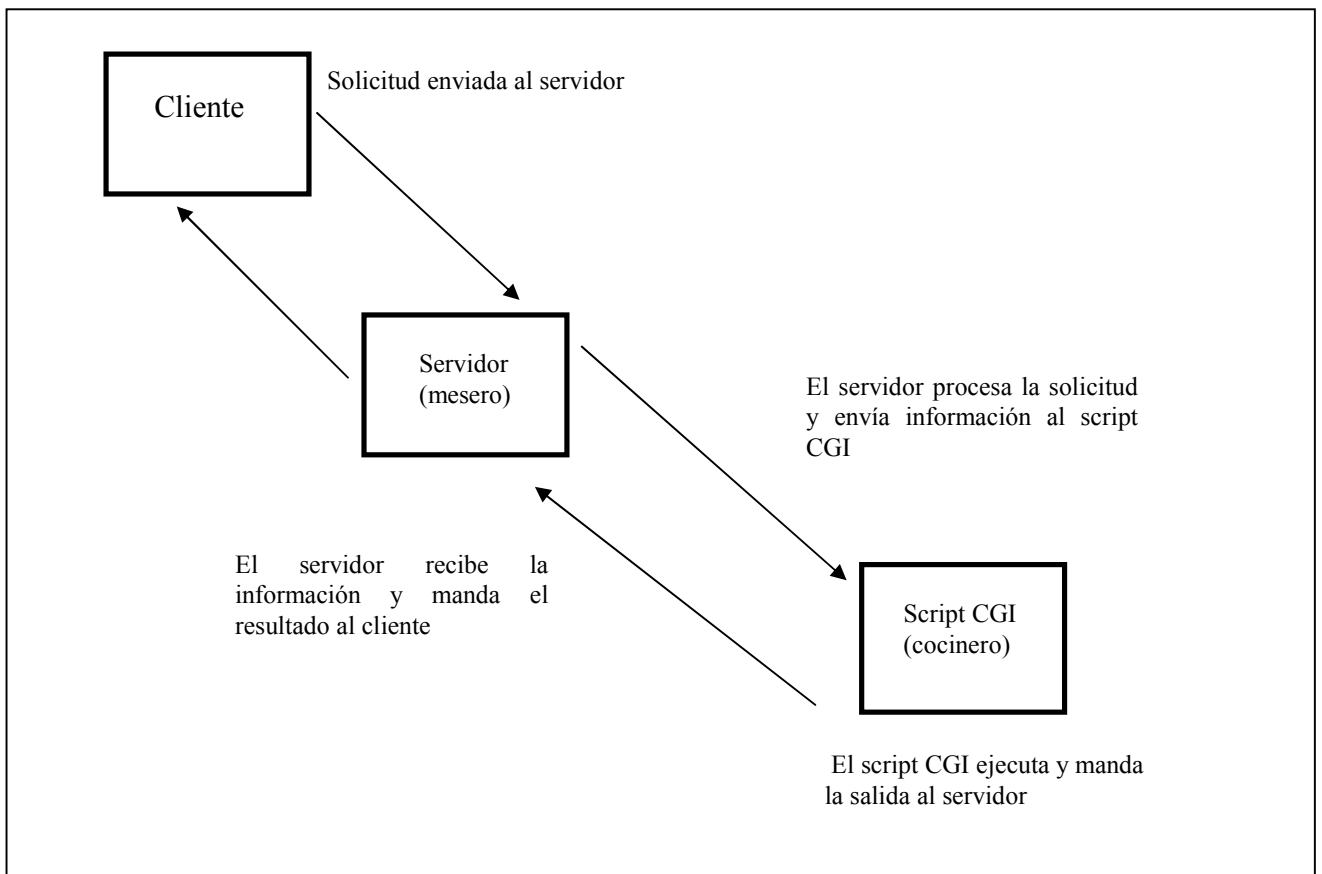 Cliente
Solicitud enviada al servidor
Servidor
(mesero)
El servidor procesa la solicitud
y envía información al script
CGI
El servidor recibe la
información y manda el
resultado al cliente
Script CGI
(cocinero)
El script CGI ejecuta y manda
la salida al servidor